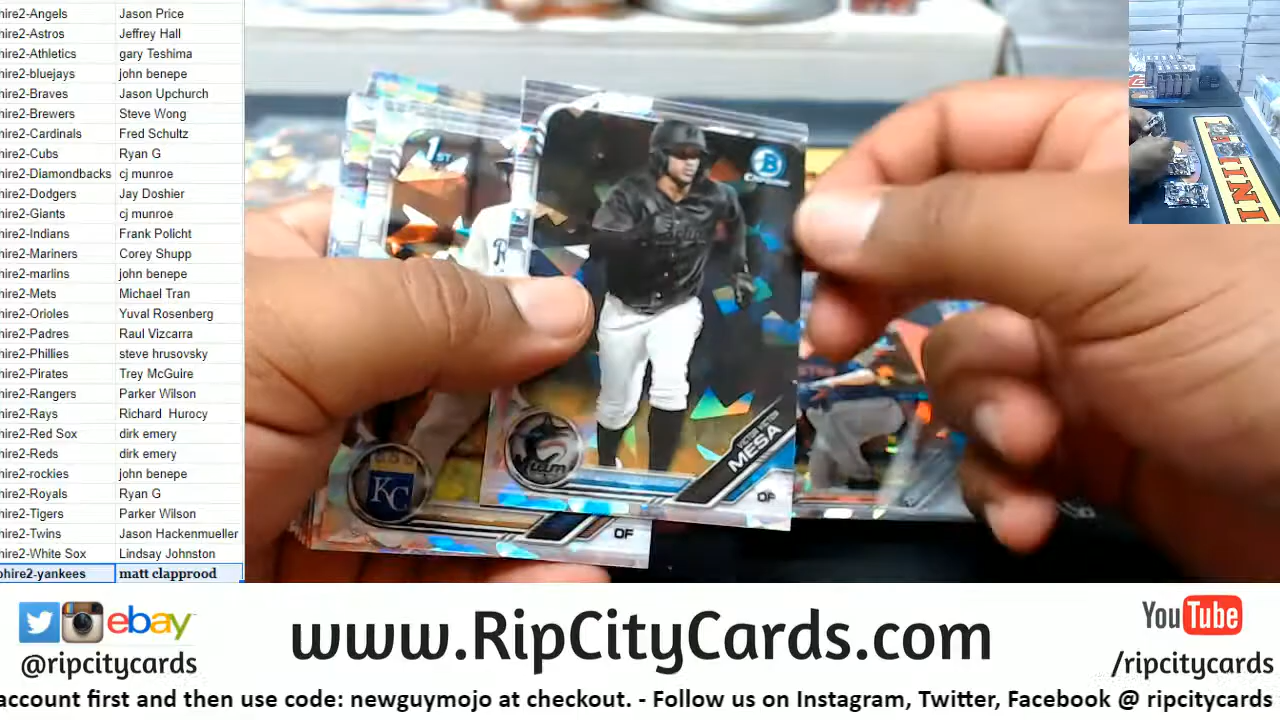 hire2-Angels Jason Price
hire2-Astros Jeffrey Hall
hire2-Athletics gary Teshima
hire2-bluejays john benepe
hire2-Braves Jason Upchurch
hire2-Brewers Steve Wong
hire2-Cardinals Fred Schultz
hire2-Cubs Ryan G
hire2-Diamondbacks cj munroe
hire2-Dodgers Jay Doshier
hire2-Giants cj munroe
hire2-Indians Frank Policht
hire2-Mariners Corey Shupp
hire2-marlins john benepe
hire2-Mets Michael Tran
hire2-Orioles Yuval Rosenberg
hire2-Padres Raul Vizcarra
hire2-Phillies steve hrusovsky
hire2-Pirates Trey McGuire
hire2-Rangers Parker Wilson
hire2-Rays Richard Hurocy
hire2-Red Sox dirk emery
hire2-Reds dirk emery
hire2-rockies john benepe
hire2-Royals Ryan G
hire2-Tigers Parker Wilson
hire2-Twins Jason Hackenmueller
hire2-White Sox Lindsay Johnston
phire2-yankees matt clapprood
1ST
B
R
KC
OF
VICTOR VICTOR
MESA
OF
INI
ebay
@ripcitycards
www.RipCityCards.com
YouTube
/ripcitycards
account first and then use code: newguymojo at checkout. - Follow us on Instagram, Twitter, Facebook @ ripcitycards